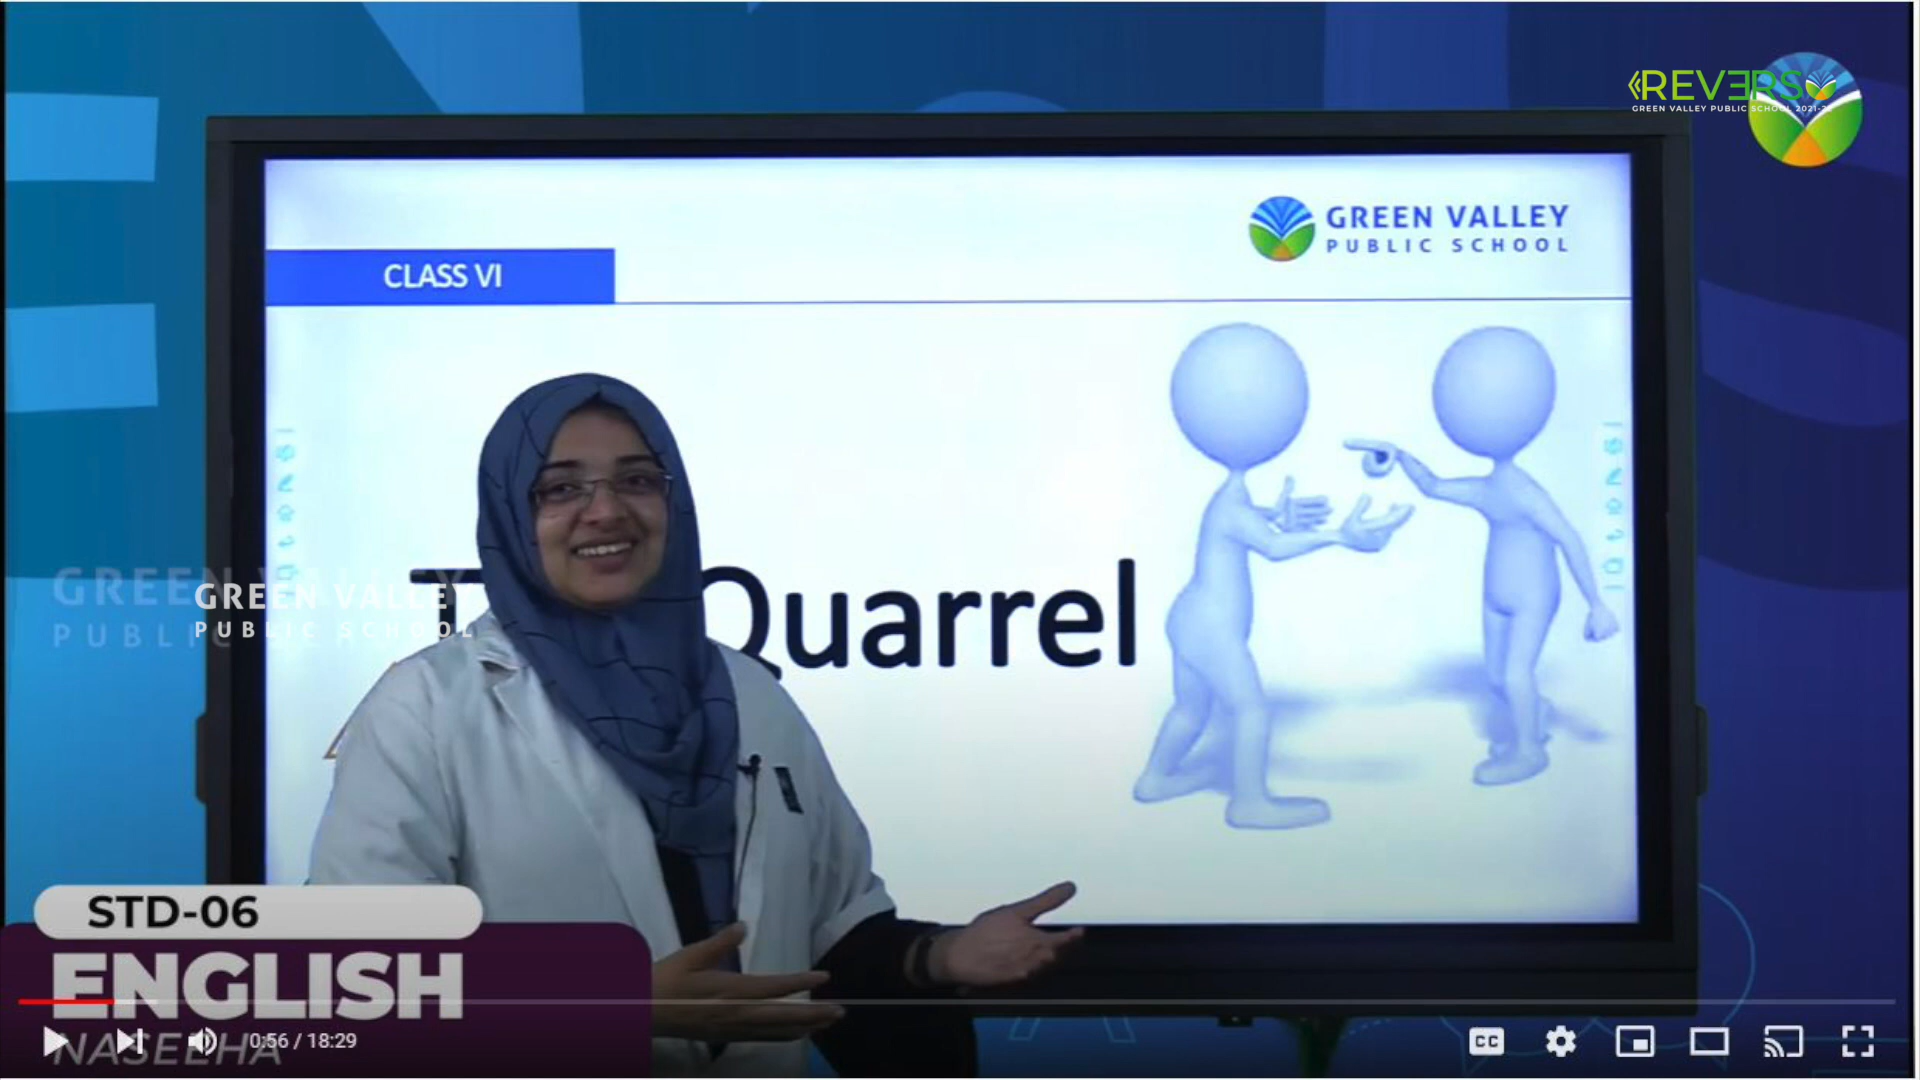 REVERSO
GREEN VALLEY PUBLIC SCHOOL
GREEN VALLEY
PUBLIC SCHOOL
CLASS VI
Quarrel
GREEN VALLEY
PUBLIC SCHOOL
STD-06
ENGLISH
NASEEHA
0:56 / 18:29
CC